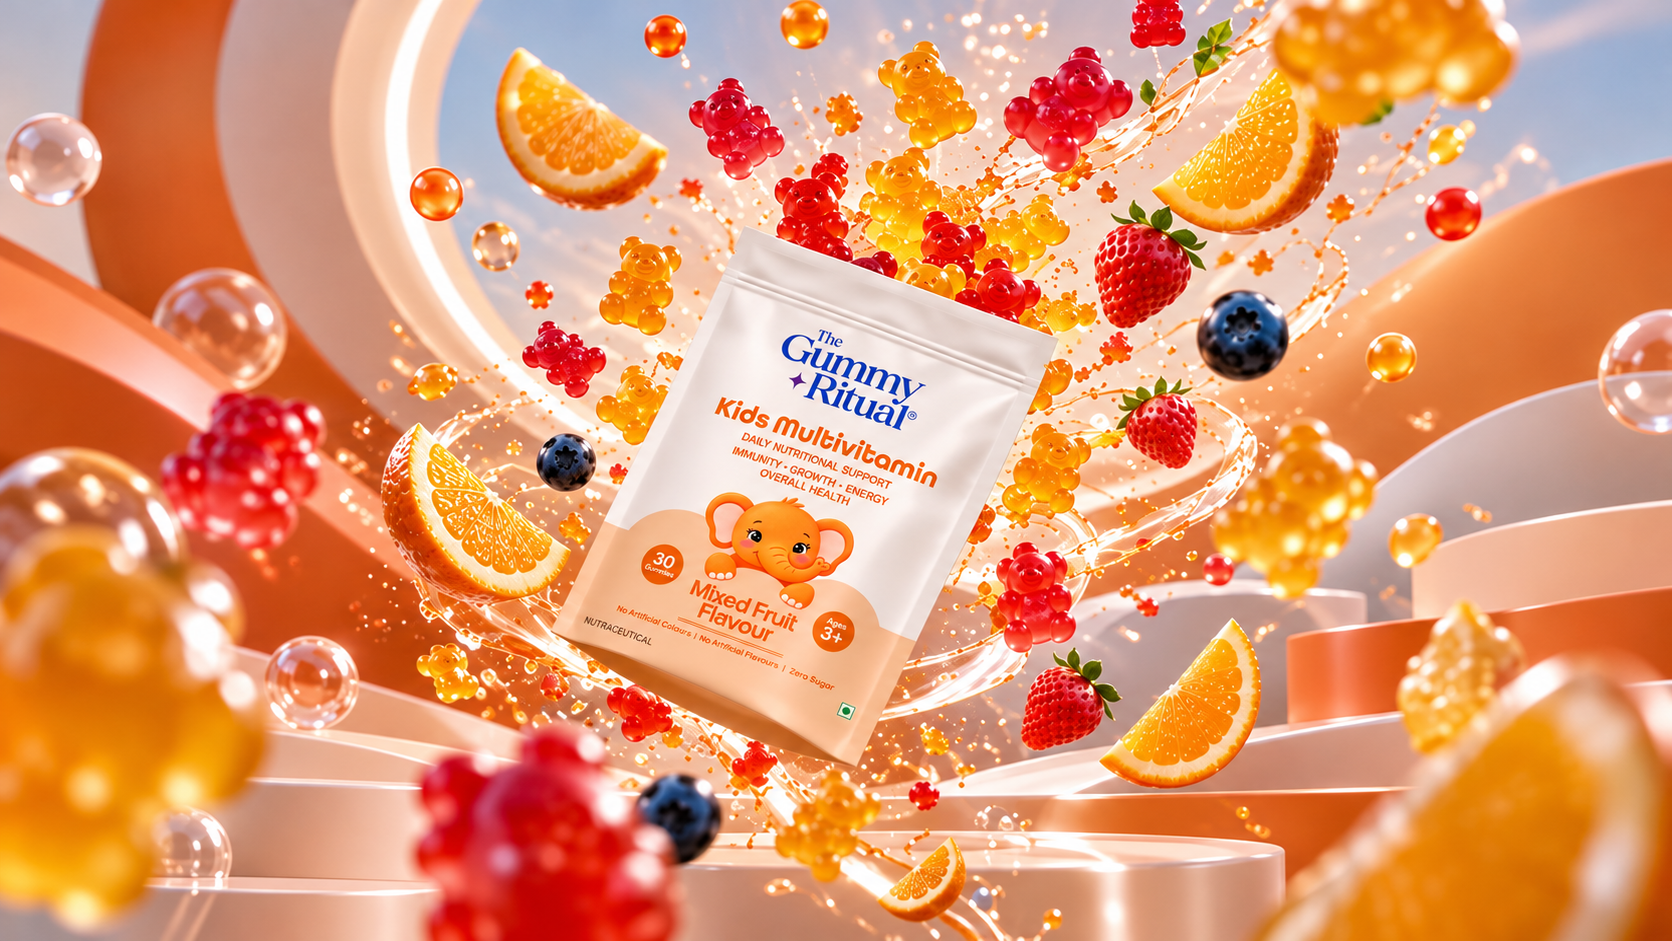 The
Gummy
Ritual®
Kids Multivitamin
DAILY NUTRITIONAL SUPPORT
IMMUNITY • GROWTH • ENERGY
OVERALL HEALTH
30
Gummies
Mixed Fruit
Flavour
Ages
3+
No Artificial Colours | No Artificial Flavours | Zero Sugar
NUTRACEUTICAL